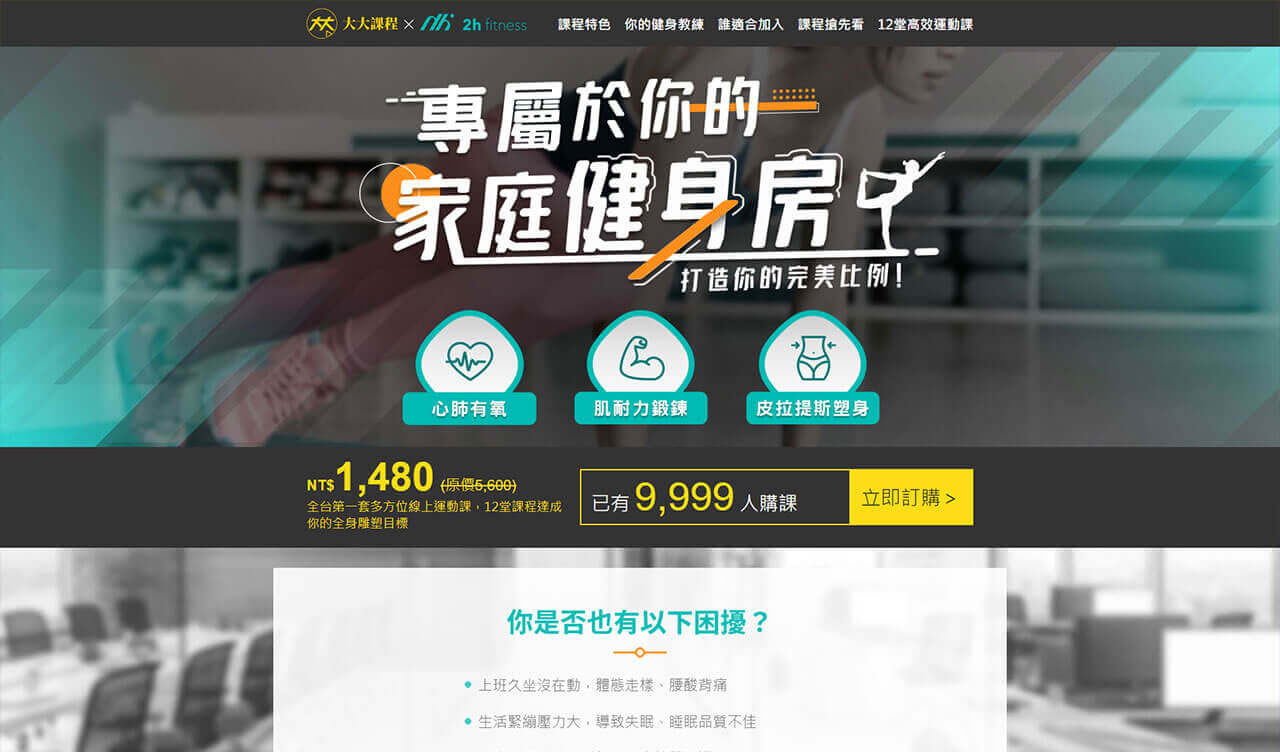 大大課程 × 2h fitness
課程特色 你的健身教練 誰適合加入 課程搶先看 12堂高效運動課
專屬於你的
家庭健身房
打造你的完美比例!
心肺有氧 肌耐力鍛鍊 皮拉提斯塑身
NT$1,480 (原價5,600)
全台第一套多方位線上運動課，12堂課程達成
你的全身雕塑目標
已有 9,999 人購課
立即訂購 >
你是否也有以下困擾？
上班久坐沒在動，體態走樣、腰酸背痛
生活緊繃壓力大，導致失眠、睡眠品質不佳